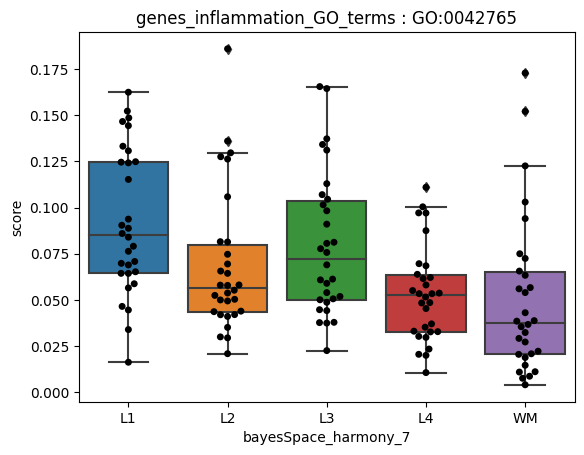 genes_inflammation_GO_terms : GO:0042765
0.175
0.150
0.125
0.100
0.075
0.050
0.025
0.000
score
L1 L2 L3 L4 WM
bayesSpace_harmony_7